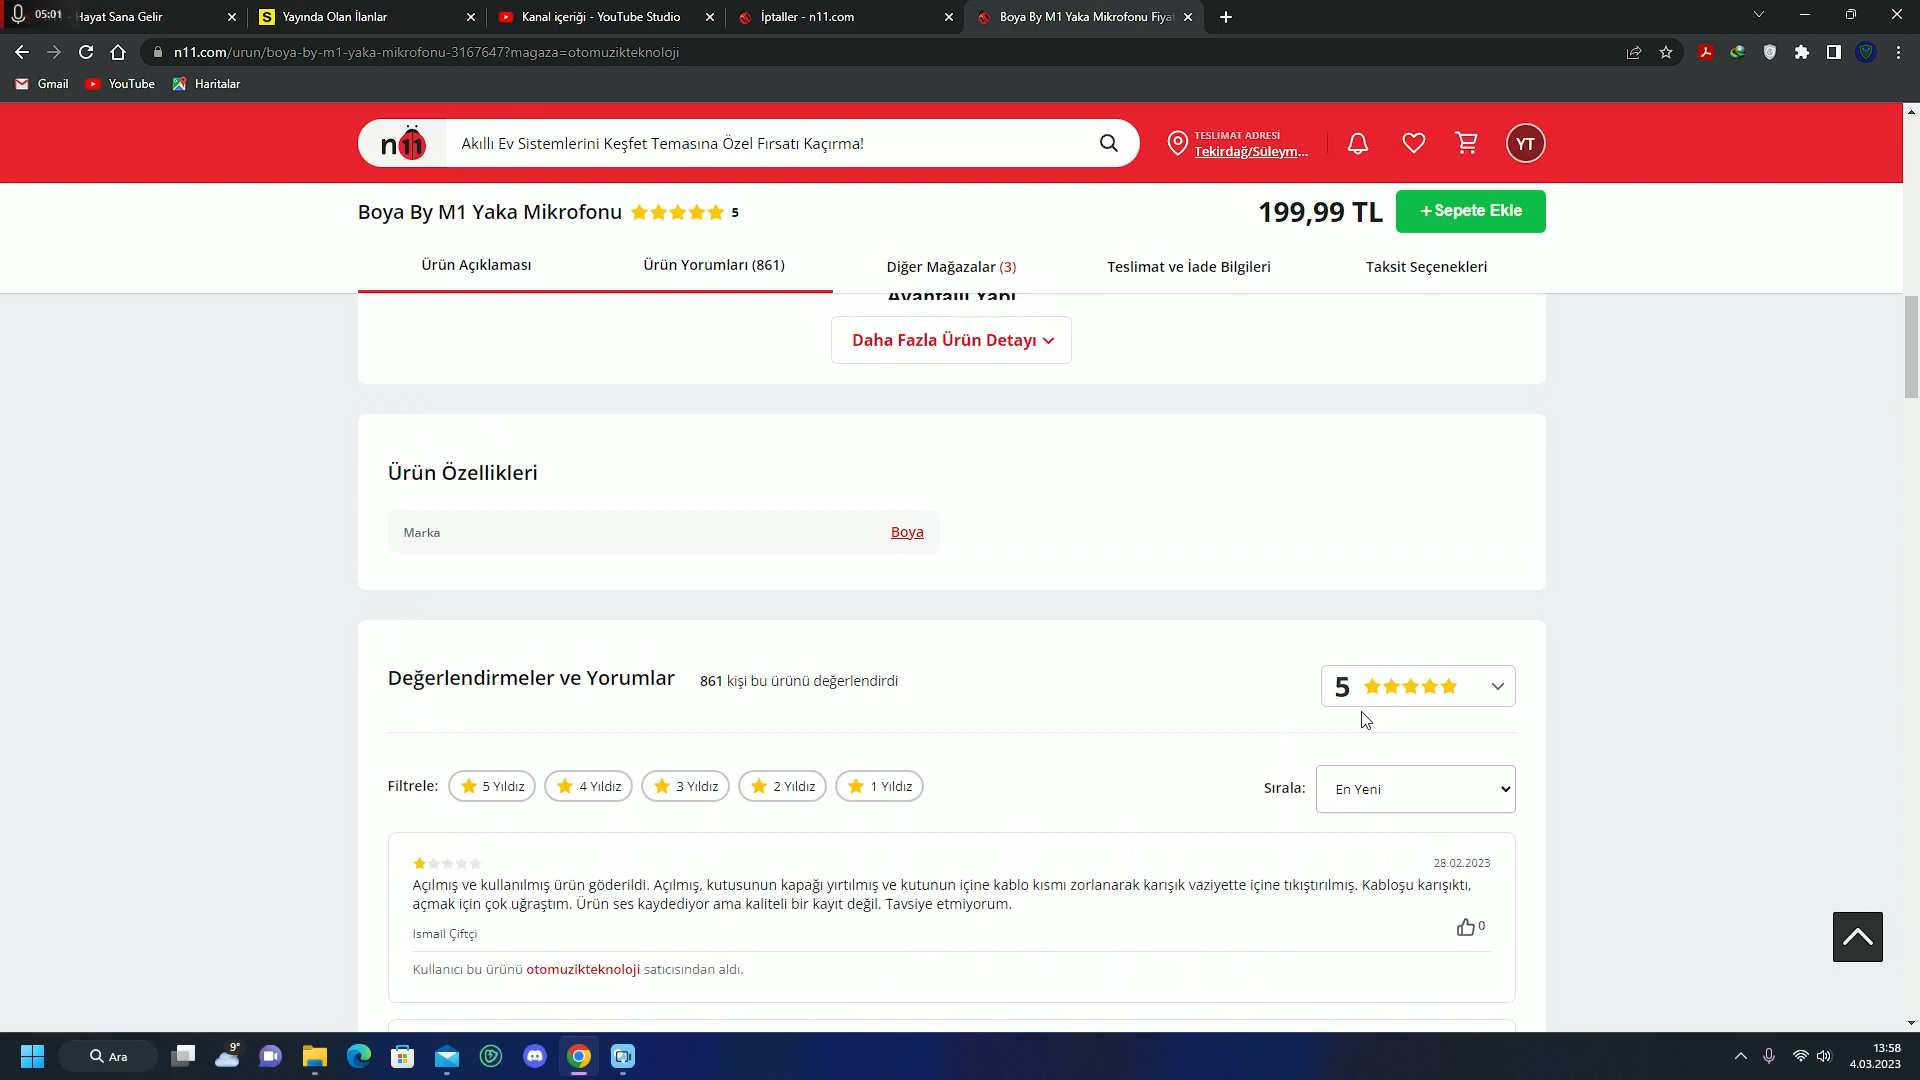 05:01
Hayat Sana Gelir
S Yayında Olan İlanlar
Kanal içeriği - YouTube Studio
İptaller - n11.com
Boya By M1 Yaka Mikrofonu Fiya
n11.com/urun/boya-by-m1-yaka-mikrofonu-3167647?magaza=otomuzikteknoloji
Gmail
YouTube
Haritalar
n11
Akıllı Ev Sistemlerini Keşfet Temasına Özel Fırsatı Kaçırma!
TESLİMAT ADRESİ
Tekirdağ/Süleym...
YT
Boya By M1 Yaka Mikrofonu 5
199,99 TL
+Sepete Ekle
Ürün Açıklaması
Ürün Yorumları (861)
Diğer Mağazalar (3)
Teslimat ve İade Bilgileri
Taksit Seçenekleri
Avantajlı Yapı
Daha Fazla Ürün Detayı
Ürün Özellikleri
Marka
Boya
Değerlendirmeler ve Yorumlar
861 kişi bu ürünü değerlendirdi
5
Filtrele:
5 Yıldız
4 Yıldız
3 Yıldız
2 Yıldız
1 Yıldız
Sırala:
En Yeni
28.02.2023
Açılmış ve kullanılmış ürün göderildi. Açılmış, kutusunun kapağı yırtılmış ve kutunun içine kablo kısmı zorlanarak karışık vaziyette içine tıkıştırılmış. Kabloşu karışıktı,
açmak için çok uğraştım. Ürün ses kaydediyor ama kaliteli bir kayıt değil. Tavsiye etmiyorum.
0
Ismail Çiftçi
Kullanıcı bu ürünü otomuzikteknoloji satıcısından aldı.
Ara
9°
13:58
4.03.2023